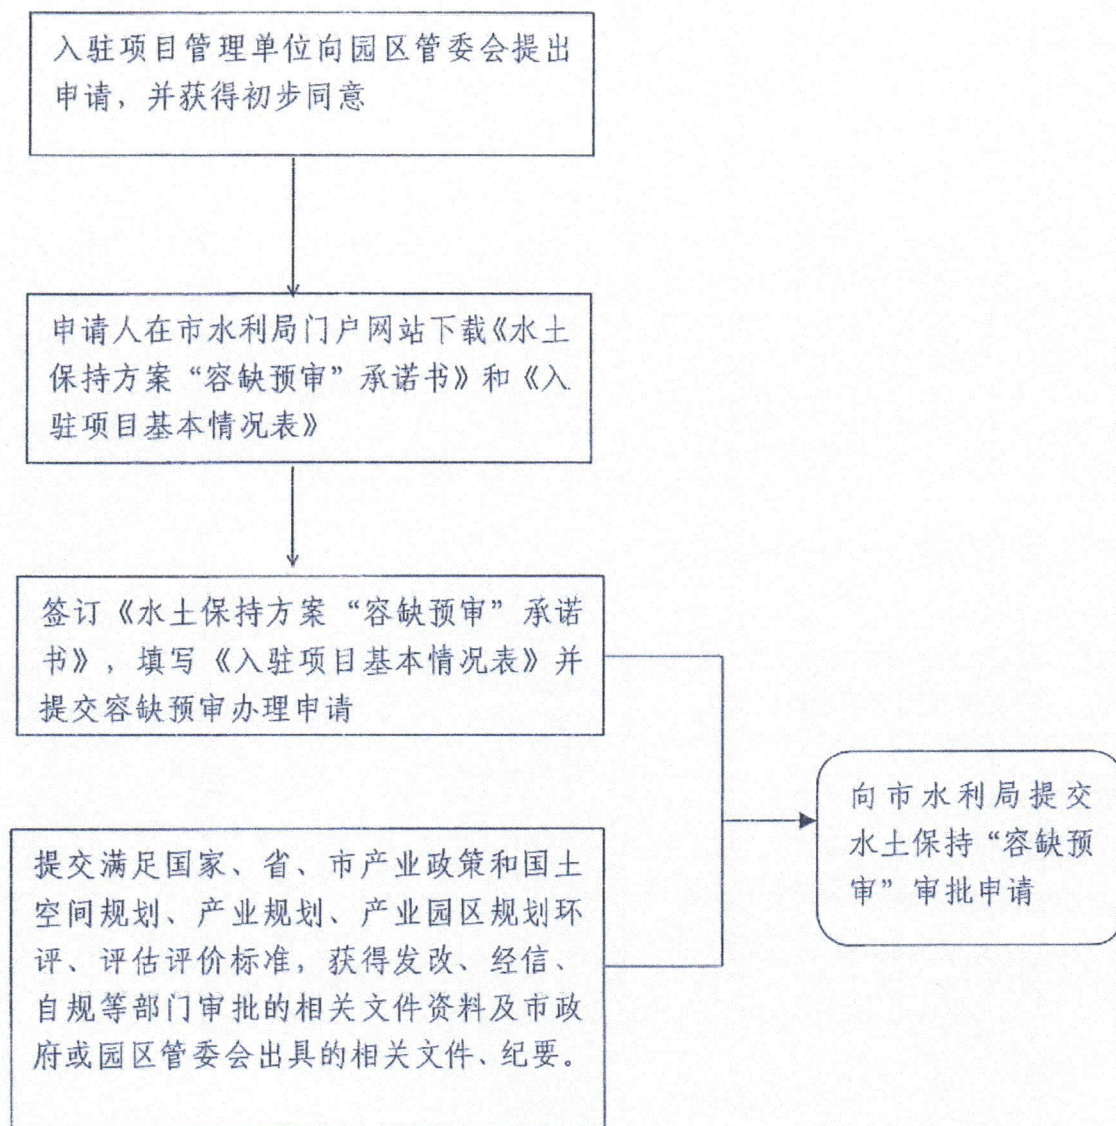 入驻项目管理单位向园区管委会提出
申请，并获得初步同意
申请人在市水利局门户网站下载《水土
保持方案“容缺预审”承诺书》和《入
驻项目基本情况表》
签订《水土保持方案“容缺预审”承诺
书》，填写《入驻项目基本情况表》并
提交容缺预审办理申请
提交满足国家、省、市产业政策和国土
空间规划、产业规划、产业园区规划环
评、评估评价标准，获得发改、经信、
自规等部门审批的相关文件资料及市政
府或园区管委会出具的相关文件、纪要。
向市水利局提交
水土保持“容缺预
审”审批申请